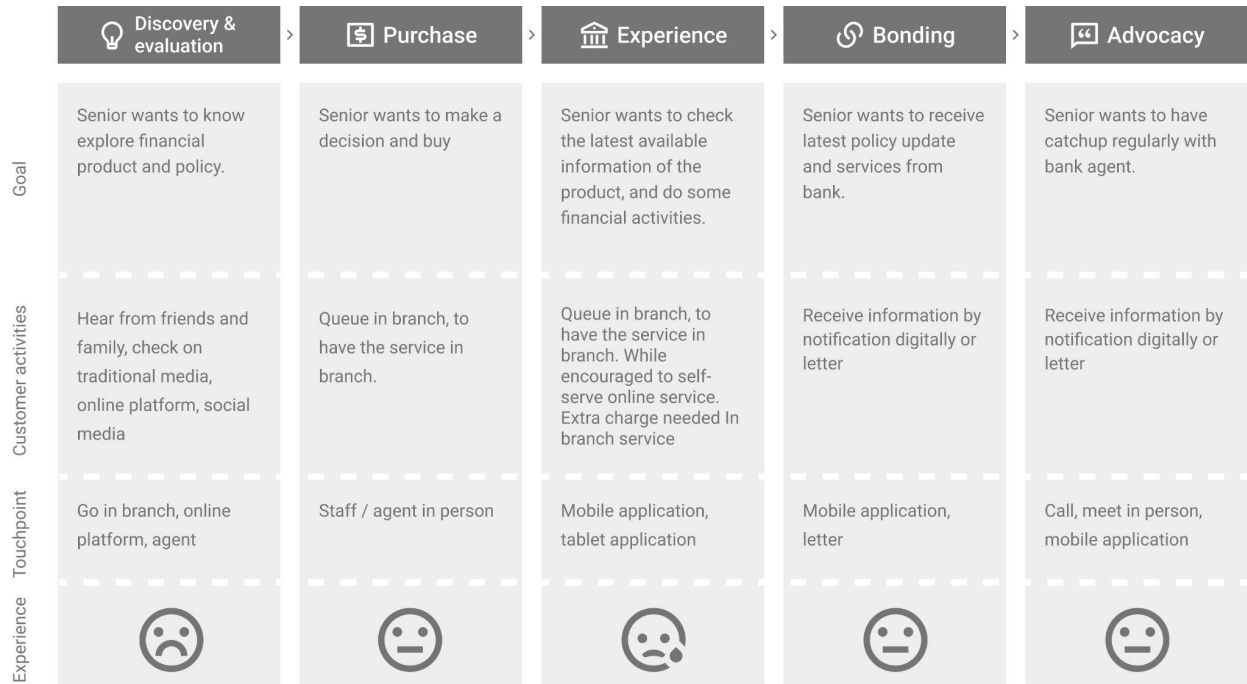 Discovery &
evaluation
Purchase
Experience
Bonding
Advocacy
Goal
Senior wants to know
explore financial
product and policy.
Senior wants to make a
decision and buy
Senior wants to check
the latest available
information of the
product, and do some
financial activities.
Senior wants to receive
latest policy update
and services from
bank.
Senior wants to have
catchup regularly with
bank agent.
Customer activities
Hear from friends and
family, check on
traditional media,
online platform, social
media
Queue in branch, to
have the service in
branch.
Queue in branch, to
have the service in
branch. While
encouraged to self-
serve online service.
Extra charge needed In
branch service
Receive information by
notification digitally or
letter
Receive information by
notification digitally or
letter
Touchpoint
Go in branch, online
platform, agent
Staff / agent in person
Mobile application,
tablet application
Mobile application,
letter
Call, meet in person,
mobile application
Experience